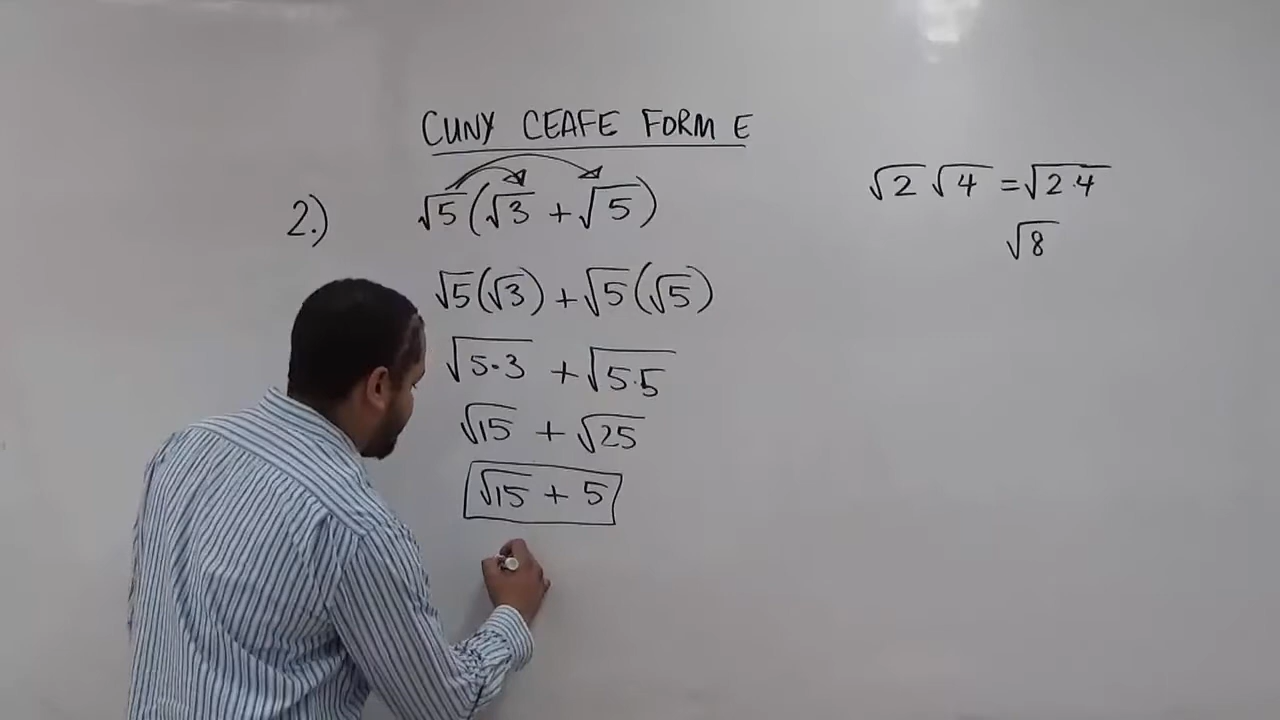 CUNY CEAFE FORM E
2.) √5(√3 + √5)
√5(√3) + √5(√5)
√5·3 + √5·5
√15 + √25
√15 + 5
√2 √4 = √2·4
√8